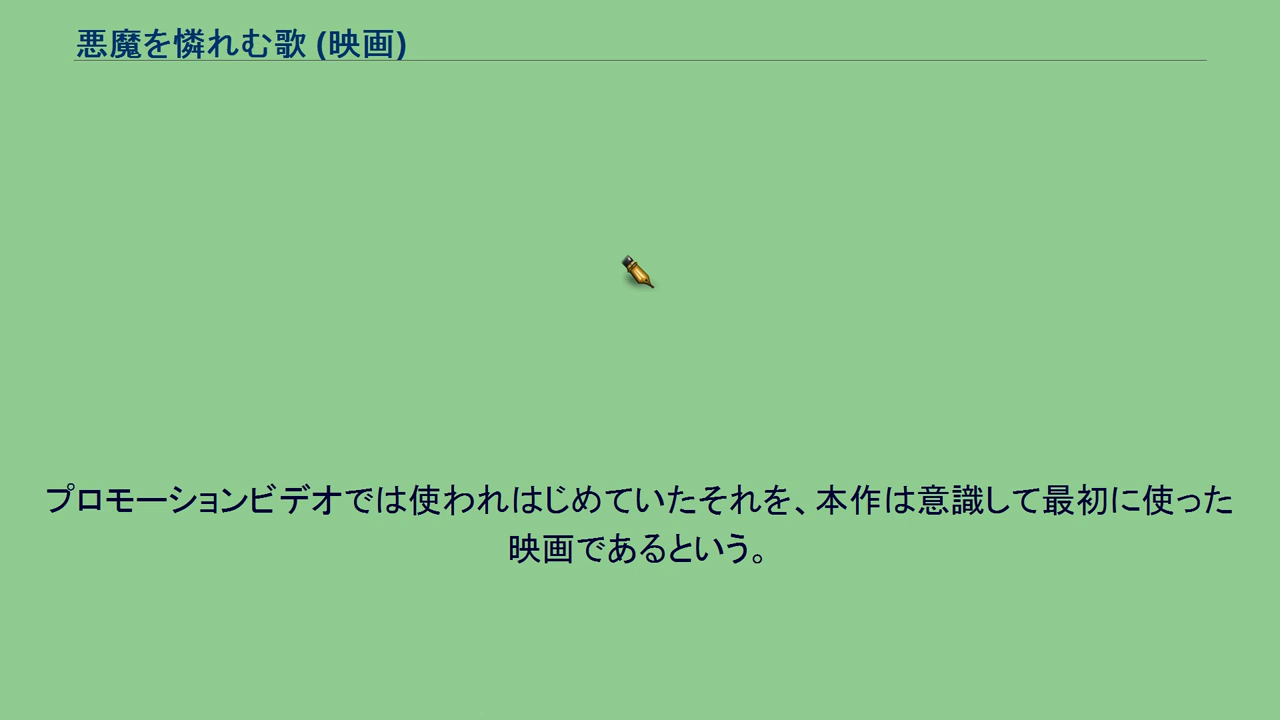 悪魔を憐れむ歌 (映画)
プロモーションビデオでは使われはじめていたそれを、本作は意識して最初に使った
映画であるという。